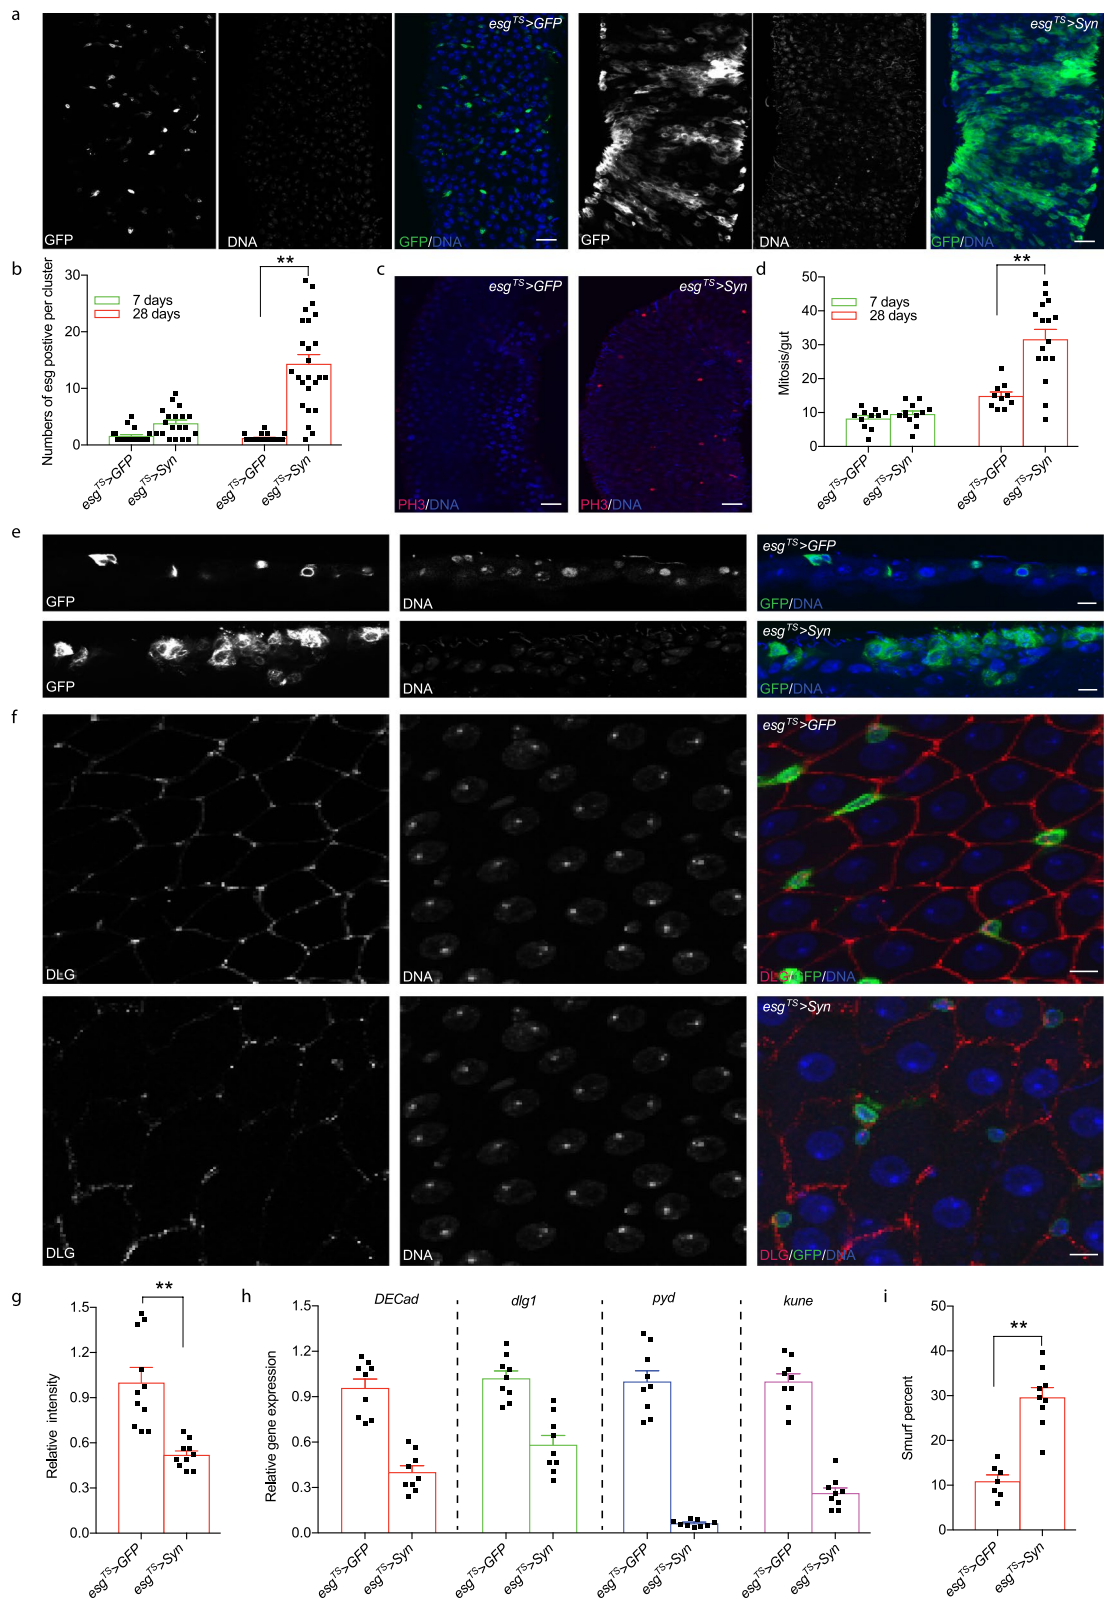 a
esgTS>GFP
esgTS>Syn
GFP
DNA
GFP/DNA
GFP
DNA
GFP/DNA
b
Numbers of esg postive per cluster
30
20
10
0
7 days
28 days
**
esgTS>GFP
esgTS>Syn
esgTS>GFP
esgTS>Syn
c
esgTS>GFP
esgTS>Syn
PH3/DNA
PH3/DNA
d
Mitosis/gut
50
40
30
20
10
0
7 days
28 days
**
esgTS>GFP
esgTS>Syn
esgTS>GFP
esgTS>Syn
e
esgTS>GFP
GFP
DNA
GFP/DNA
esgTS>Syn
GFP
DNA
GFP/DNA
f
esgTS>GFP
DLG
DNA
DLG/GFP/DNA
esgTS>Syn
DLG
DNA
DLG/GFP/DNA
g
Relative intensity
1.5
1.2
0.9
0.6
0.3
0.0
**
esgTS>GFP
esgTS>Syn
h
Relative gene expression
1.5
1.2
0.9
0.6
0.3
0.0
DECad
dlg1
pyd
kune
esgTS>GFP
esgTS>Syn
esgTS>GFP
esgTS>Syn
esgTS>GFP
esgTS>Syn
esgTS>GFP
esgTS>Syn
i
Smurf percent
50
40
30
20
10
0
**
esgTS>GFP
esgTS>Syn